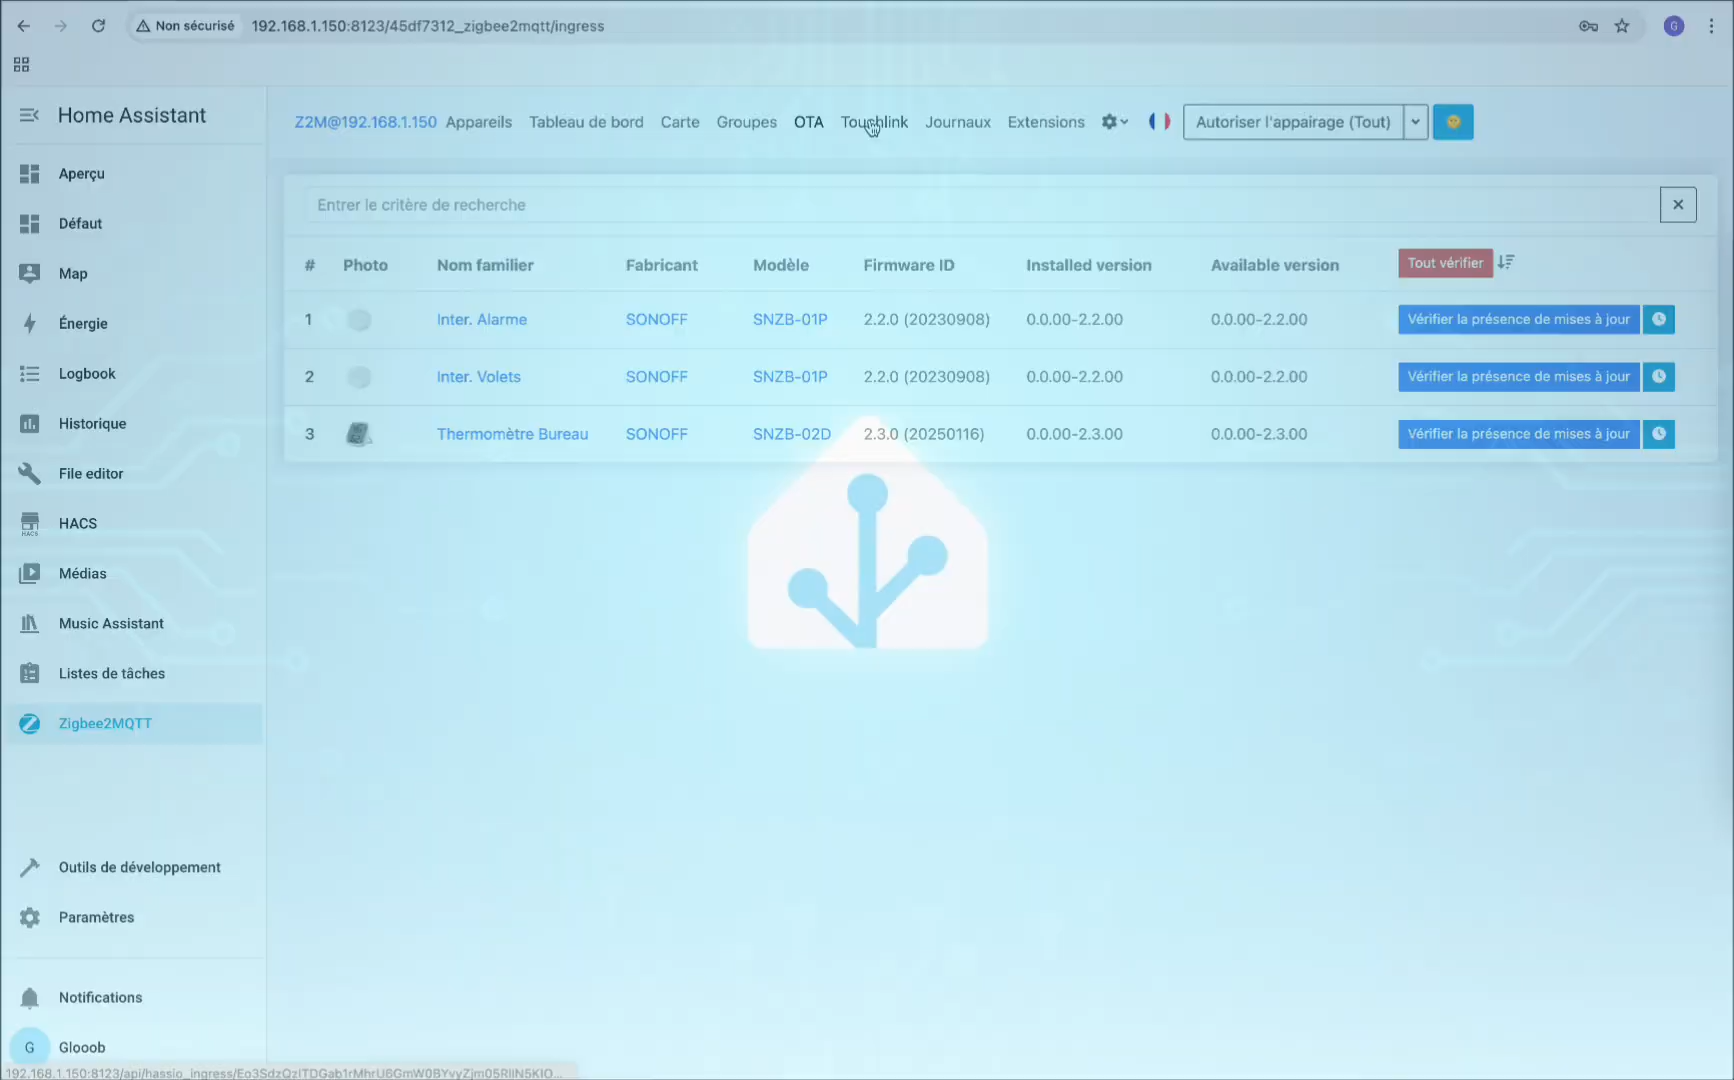 Non sécurisé
192.168.1.150:8123/45df7312_zigbee2mqtt/ingress
G
Home Assistant
Aperçu
Défaut
Map
Énergie
Logbook
Historique
File editor
HACS
HACS
Médias
Music Assistant
Listes de tâches
Zigbee2MQTT
Outils de développement
Paramètres
Notifications
G Glooob
Z2M@192.168.1.150 Appareils Tableau de bord Carte Groupes OTA Touchlink Journaux Extensions Autoriser l'appairage (Tout)
Entrer le critère de recherche
# Photo Nom familier Fabricant Modèle Firmware ID Installed version Available version Tout vérifier
1 Inter. Alarme SONOFF SNZB-01P 2.2.0 (20230908) 0.0.00-2.2.00 0.0.00-2.2.00 Vérifier la présence de mises à jour
2 Inter. Volets SONOFF SNZB-01P 2.2.0 (20230908) 0.0.00-2.2.00 0.0.00-2.2.00 Vérifier la présence de mises à jour
3 Thermomètre Bureau SONOFF SNZB-02D 2.3.0 (20250116) 0.0.00-2.3.00 0.0.00-2.3.00 Vérifier la présence de mises à jour